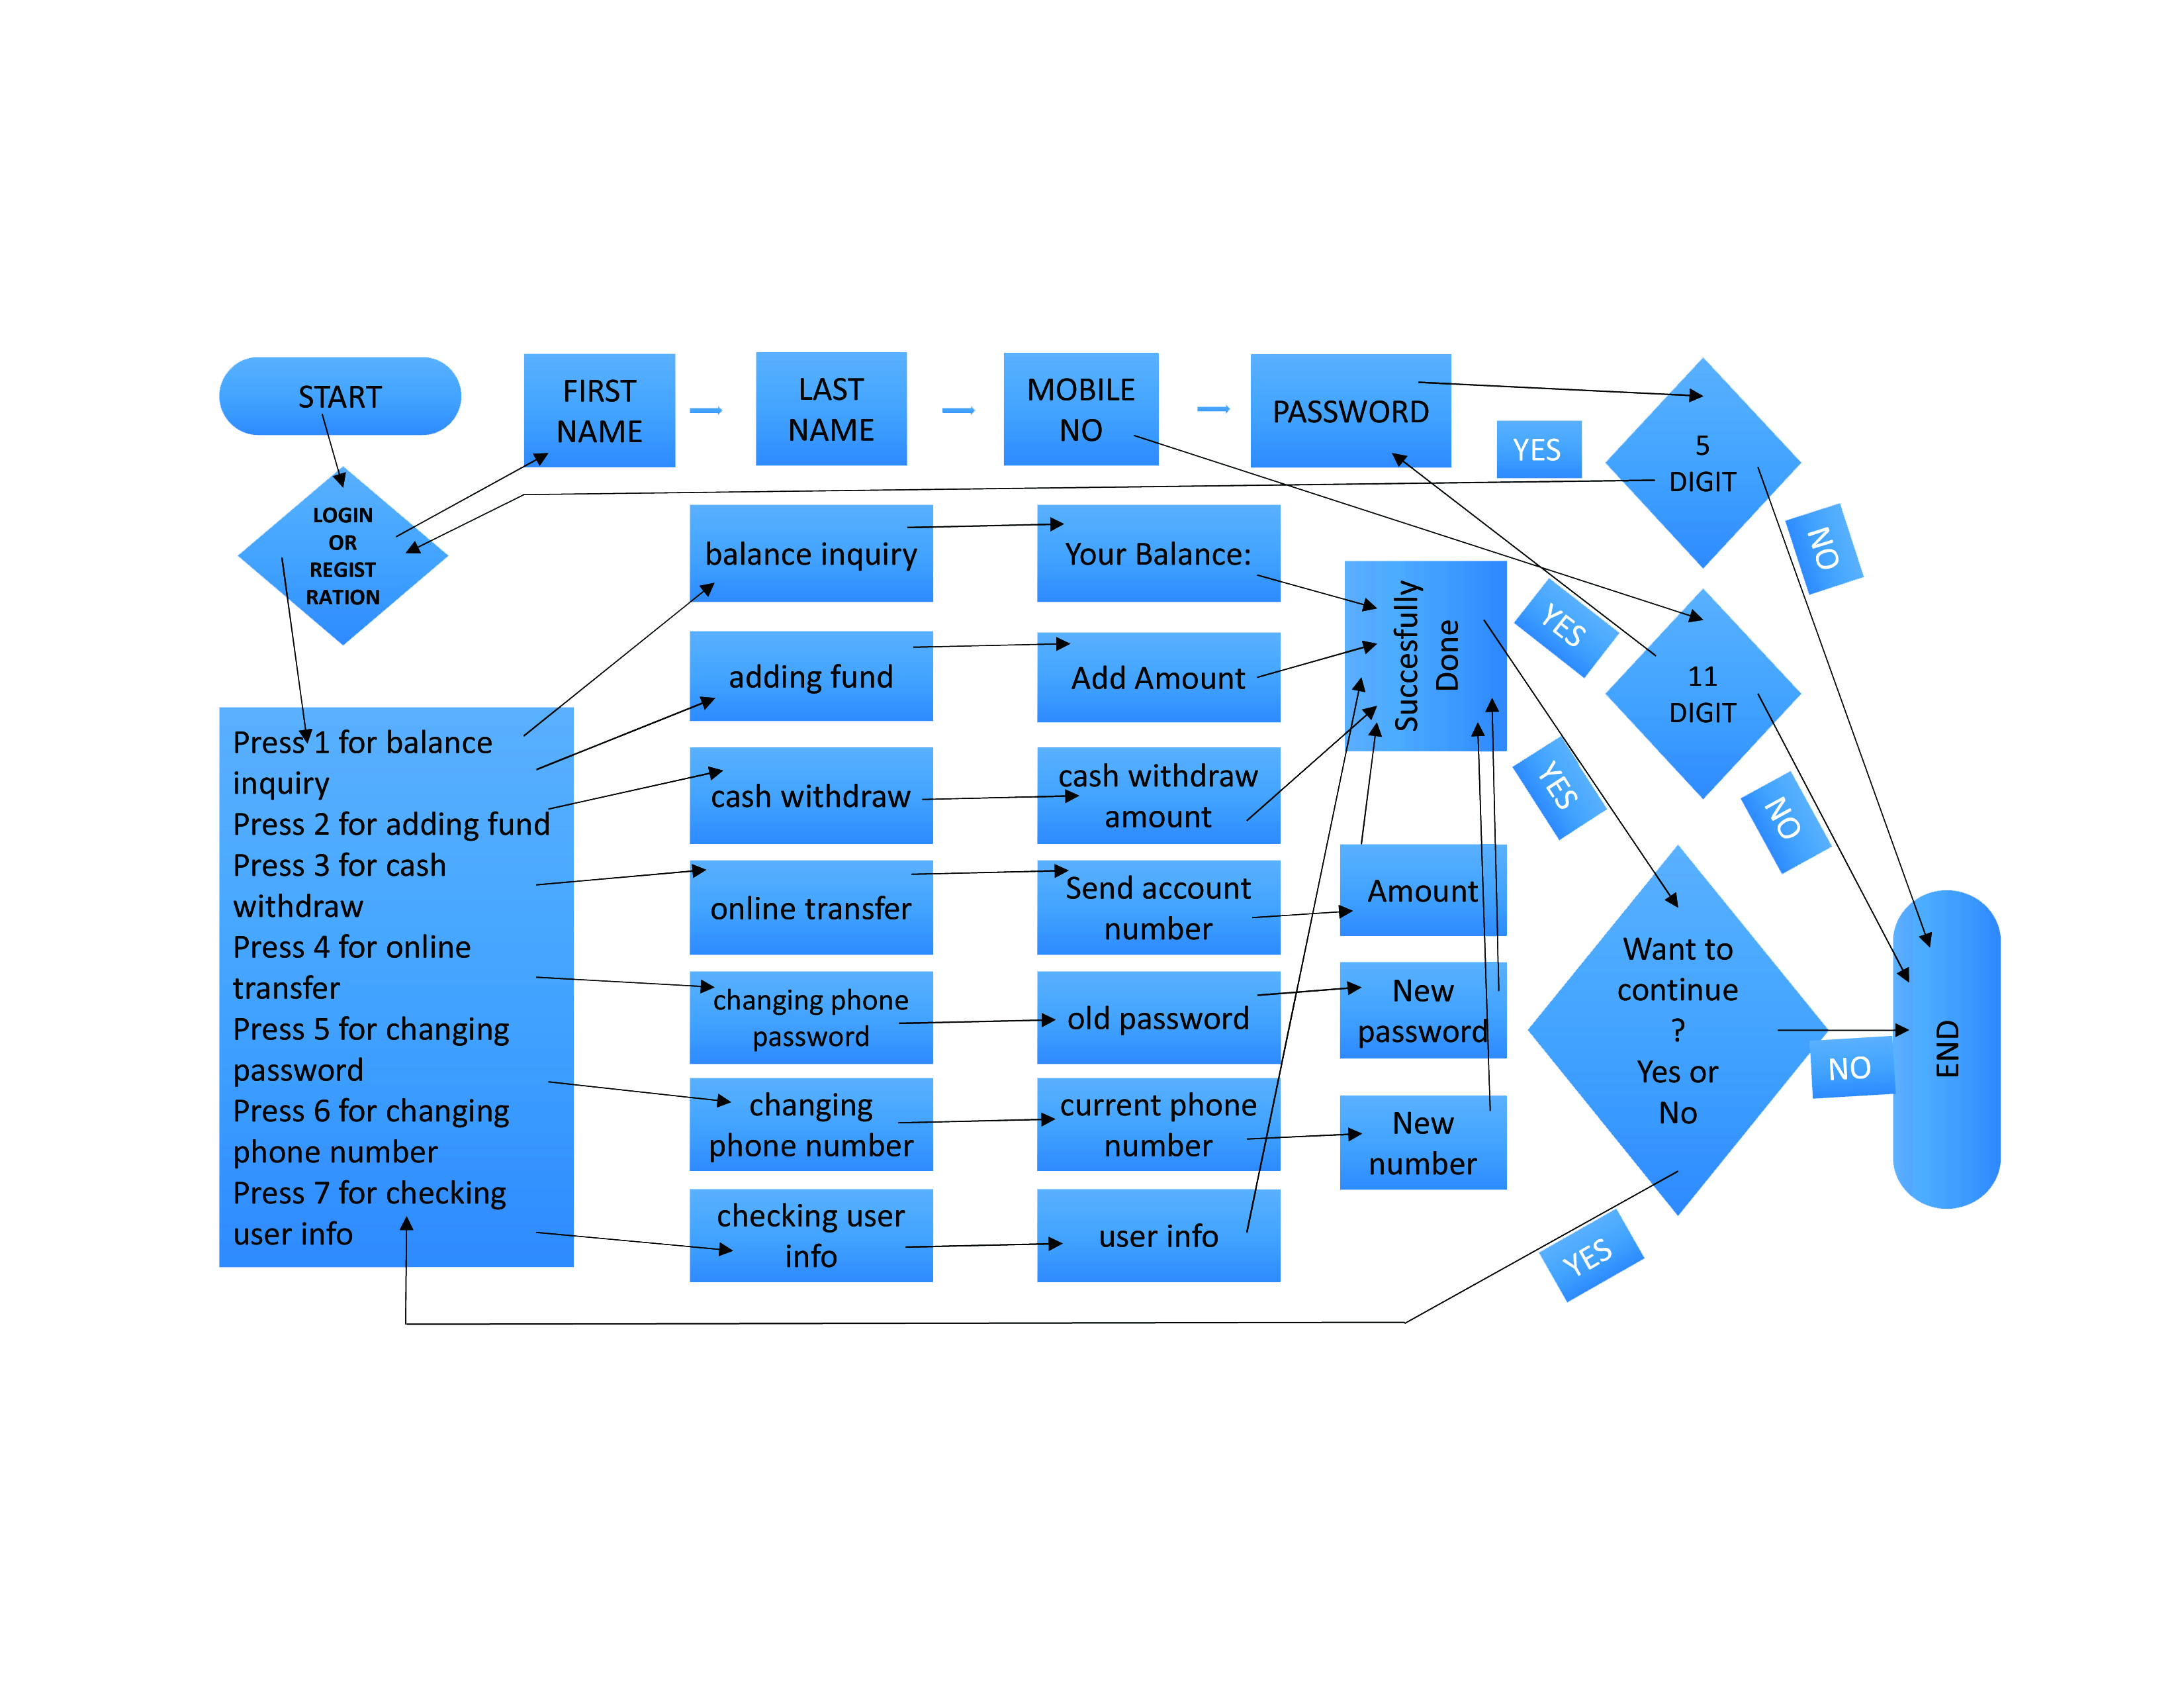 START
FIRST
NAME
LAST
NAME
MOBILE
NO
PASSWORD
5
DIGIT
YES
NO
LOGIN
OR
REGIST
RATION
balance inquiry
Your Balance:
Succesfully
Done
YES
11
DIGIT
NO
adding fund
Add Amount
Press 1 for balance
inquiry
Press 2 for adding fund
Press 3 for cash
withdraw
Press 4 for online
transfer
Press 5 for changing
password
Press 6 for changing
phone number
Press 7 for checking
user info
cash withdraw
cash withdraw
amount
YES
online transfer
Send account
number
Amount
changing phone
password
old password
New
password
Want to
continue
?
Yes or
No
NO
END
changing
phone number
current phone
number
New
number
checking user
info
user info
YES